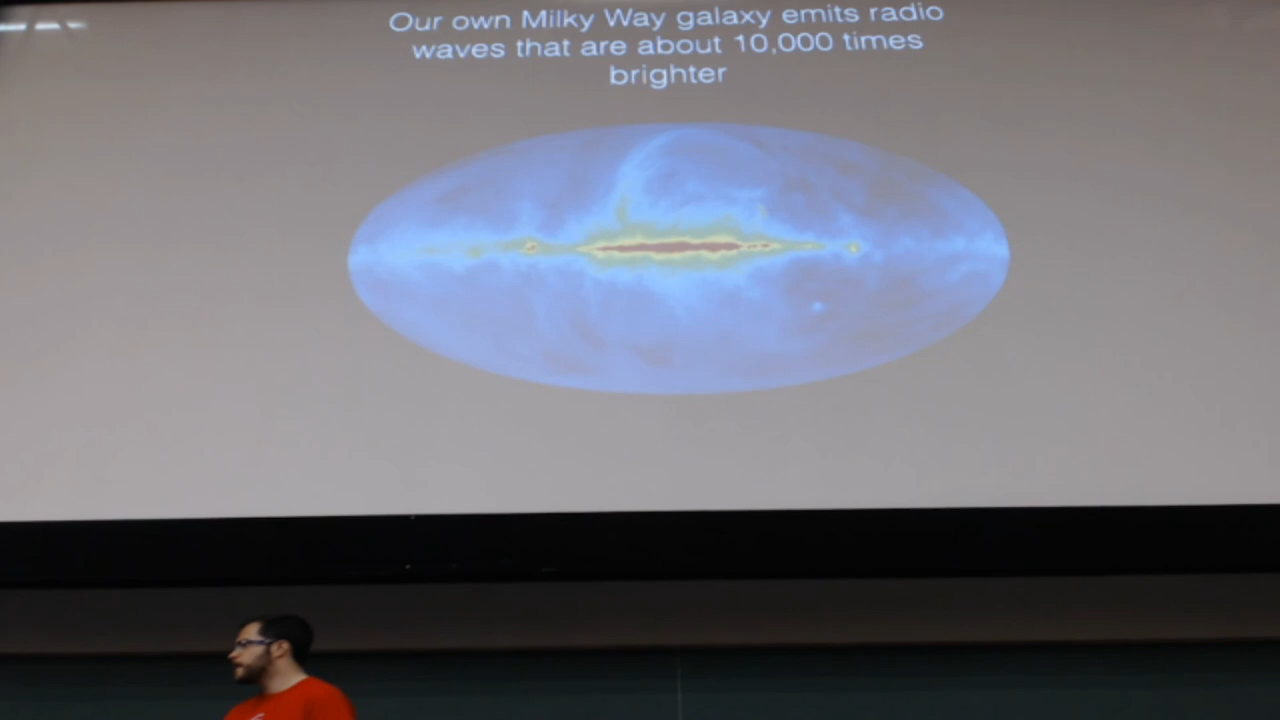 Our own Milky Way galaxy emits radio
waves that are about 10,000 times
brighter